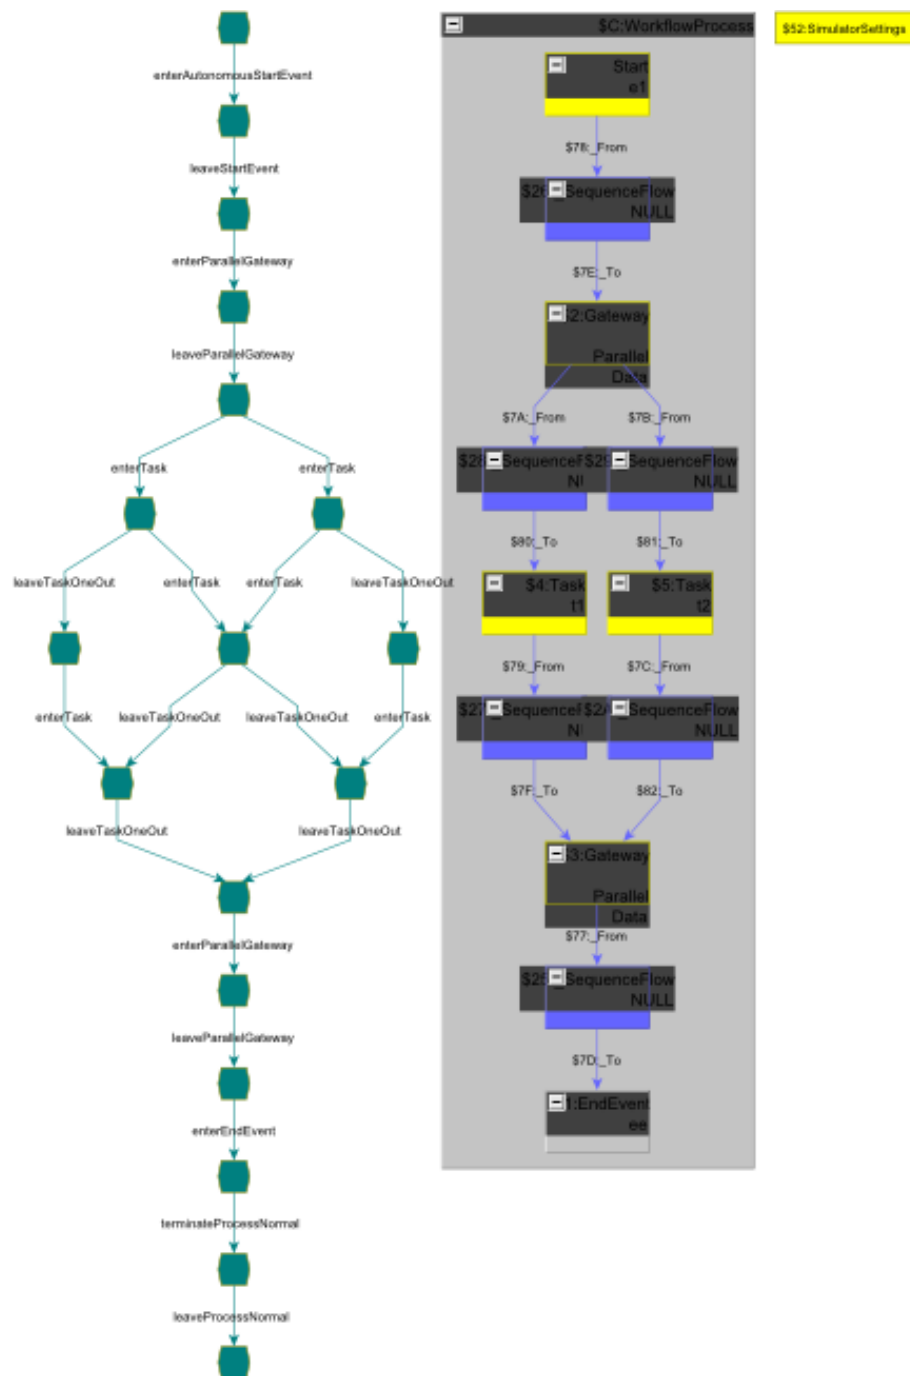 enterAutonomousStartEvent
leaveStartEvent
enterParallelGateway
leaveParallelGateway
enterTask
enterTask
leaveTaskOneOut
enterTask
enterTask
leaveTaskOneOut
enterTask
leaveTaskOneOut
leaveTaskOneOut
enterTask
leaveTaskOneOut
leaveTaskOneOut
enterParallelGateway
leaveParallelGateway
enterEndEvent
terminateProcessNormal
leaveProcessNormal
$C:WorkflowProcess
Start
e1
$78:_From
SequenceFlow
NULL
$7E:_To
2:Gateway
Parallel
Data
$7A:_From
$7B:_From
SequenceFlow
NULL
$80:_To
$81:_To
$4:Task
t1
$5:Task
t2
$79:_From
$7C:_From
SequenceFlow
NULL
$7F:_To
$82:_To
3:Gateway
Parallel
Data
$77:_From
SequenceFlow
NULL
$7D:_To
1:EndEvent
ee
$52:SimulatorSettings